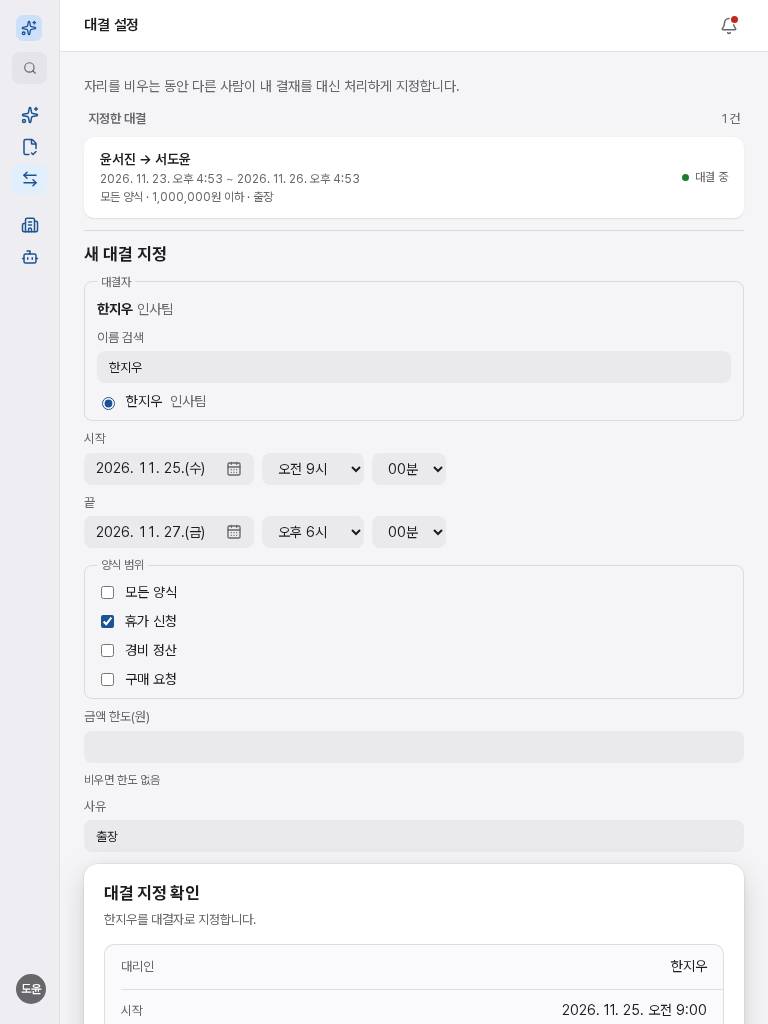 대결 설정
자리를 비우는 동안 다른 사람이 내 결재를 대신 처리하게 지정합니다.
지정한 대결 1건
윤서진 → 서도윤
2026. 11. 23. 오후 4:53 ~ 2026. 11. 26. 오후 4:53
모든 양식 · 1,000,000원 이하 · 출장
대결 중
새 대결 지정
대결자
한지우 인사팀
이름 검색
한지우
한지우 인사팀
시작
2026. 11. 25.(수) 오전 9시 00분
끝
2026. 11. 27.(금) 오후 6시 00분
양식 범위
모든 양식
휴가 신청
경비 정산
구매 요청
금액 한도(원)
비우면 한도 없음
사유
출장
대결 지정 확인
한지우를 대결자로 지정합니다.
대리인 한지우
시작 2026. 11. 25. 오전 9:00
도윤